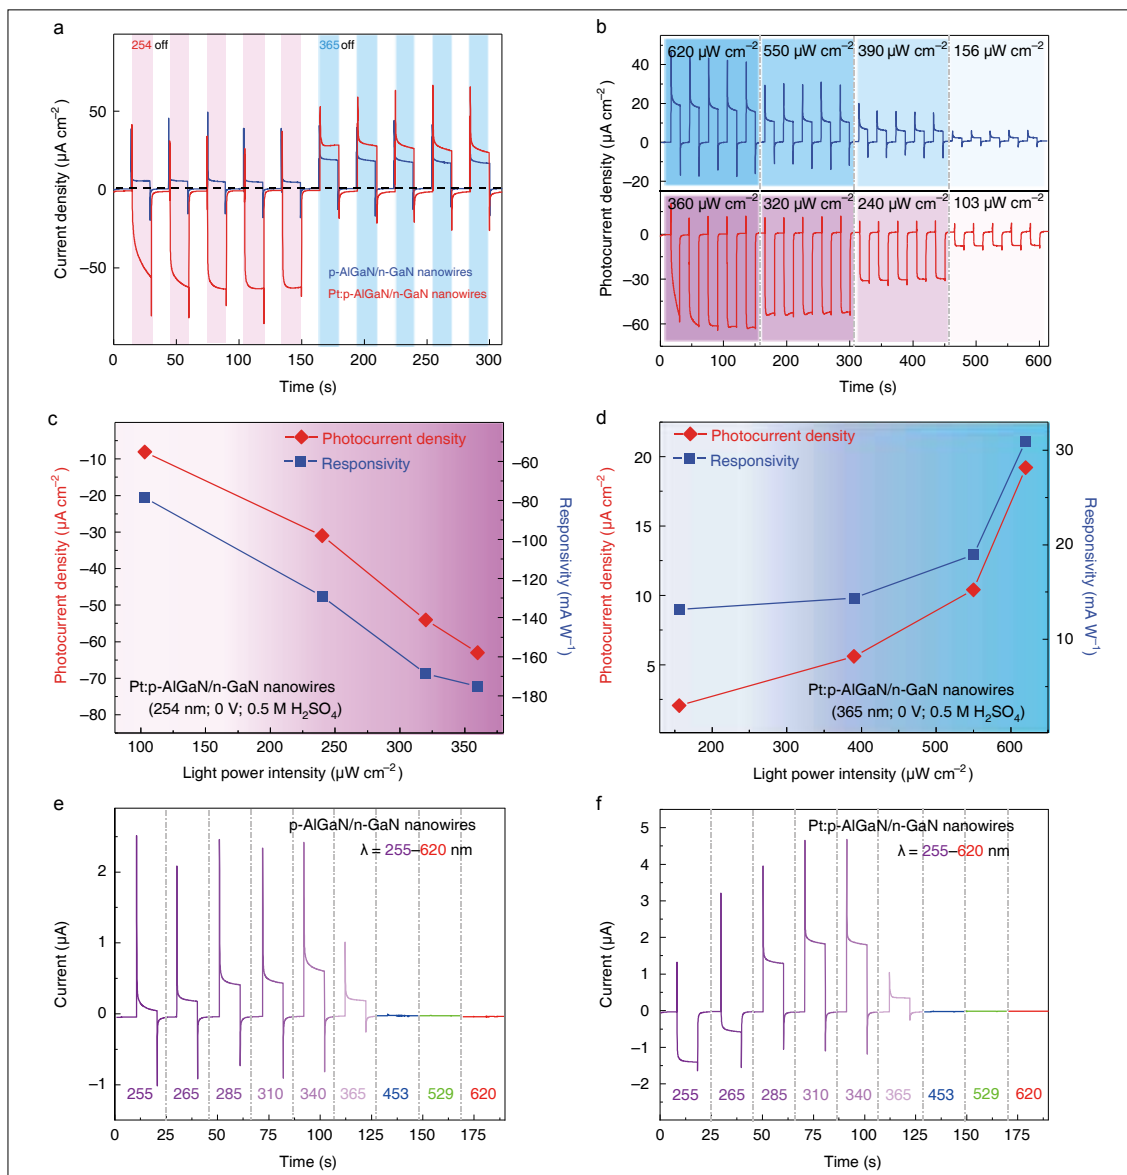 a
254 off
365 off
Current density (µA cm⁻²)
50
0
−50
p-AlGaN/n-GaN nanowires
Pt:p-AlGaN/n-GaN nanowires
0 50 100 150 200 250 300
Time (s)
b
620 µW cm⁻² 550 µW cm⁻² 390 µW cm⁻² 156 µW cm⁻²
40
20
0
−20
360 µW cm⁻² 320 µW cm⁻² 240 µW cm⁻² 103 µW cm⁻²
0
−30
−60
Photocurrent density (µA cm⁻²)
0 100 200 300 400 500 600
Time (s)
c
Photocurrent density
Responsivity
Photocurrent density (µA cm⁻²)
−10
−20
−30
−40
−50
−60
−70
−80
−60
−80
−100
−120
−140
−160
−180
Responsivity (mA W⁻¹)
Pt:p-AlGaN/n-GaN nanowires
(254 nm; 0 V; 0.5 M H₂SO₄)
100 150 200 250 300 350
Light power intensity (µW cm⁻²)
d
Photocurrent density
Responsivity
Photocurrent density (µA cm⁻²)
20
15
10
5
30
20
10
Responsivity (mA W⁻¹)
Pt:p-AlGaN/n-GaN nanowires
(365 nm; 0 V; 0.5 M H₂SO₄)
200 300 400 500 600
Light power intensity (µW cm⁻²)
e
p-AlGaN/n-GaN nanowires
λ = 255–620 nm
Current (µA)
2
1
0
−1
255 265 285 310 340 365 453 529 620
0 25 50 75 100 125 150 175
Time (s)
f
Pt:p-AlGaN/n-GaN nanowires
λ = 255–620 nm
Current (µA)
5
4
3
2
1
0
−1
−2
255 265 285 310 340 365 453 529 620
0 25 50 75 100 125 150 175
Time (s)